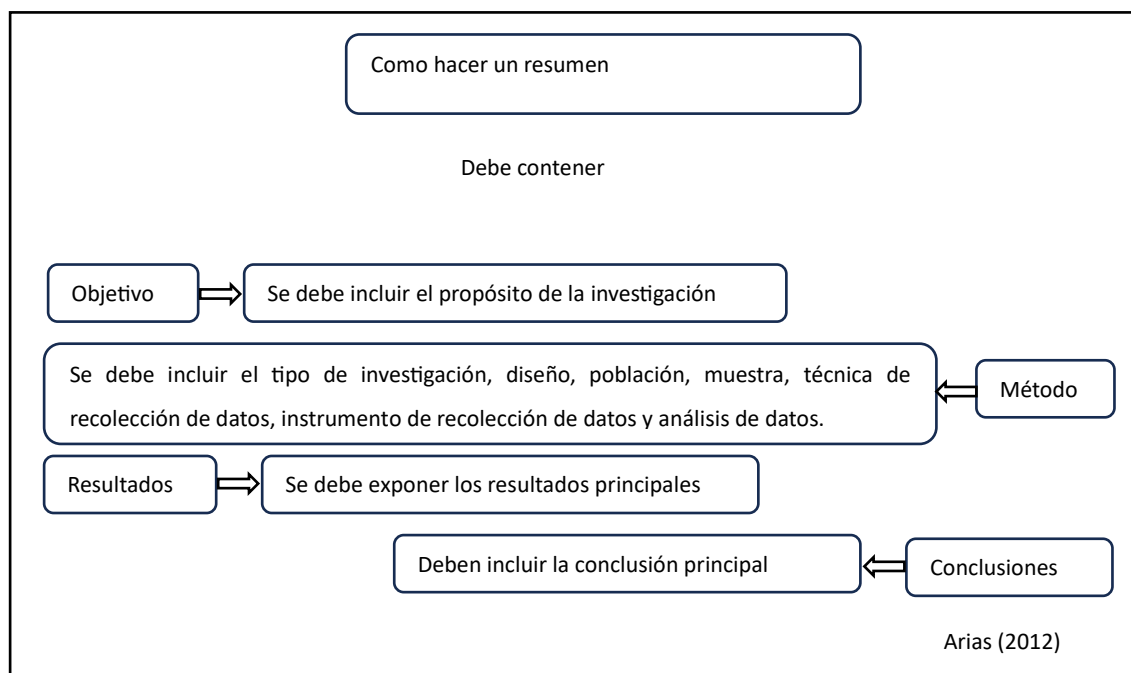 Como hacer un resumen
Debe contener
Objetivo
Se debe incluir el propósito de la investigación
Se debe incluir el tipo de investigación, diseño, población, muestra, técnica de
recolección de datos, instrumento de recolección de datos y análisis de datos.
Método
Resultados
Se debe exponer los resultados principales
Deben incluir la conclusión principal
Conclusiones
Arias (2012)